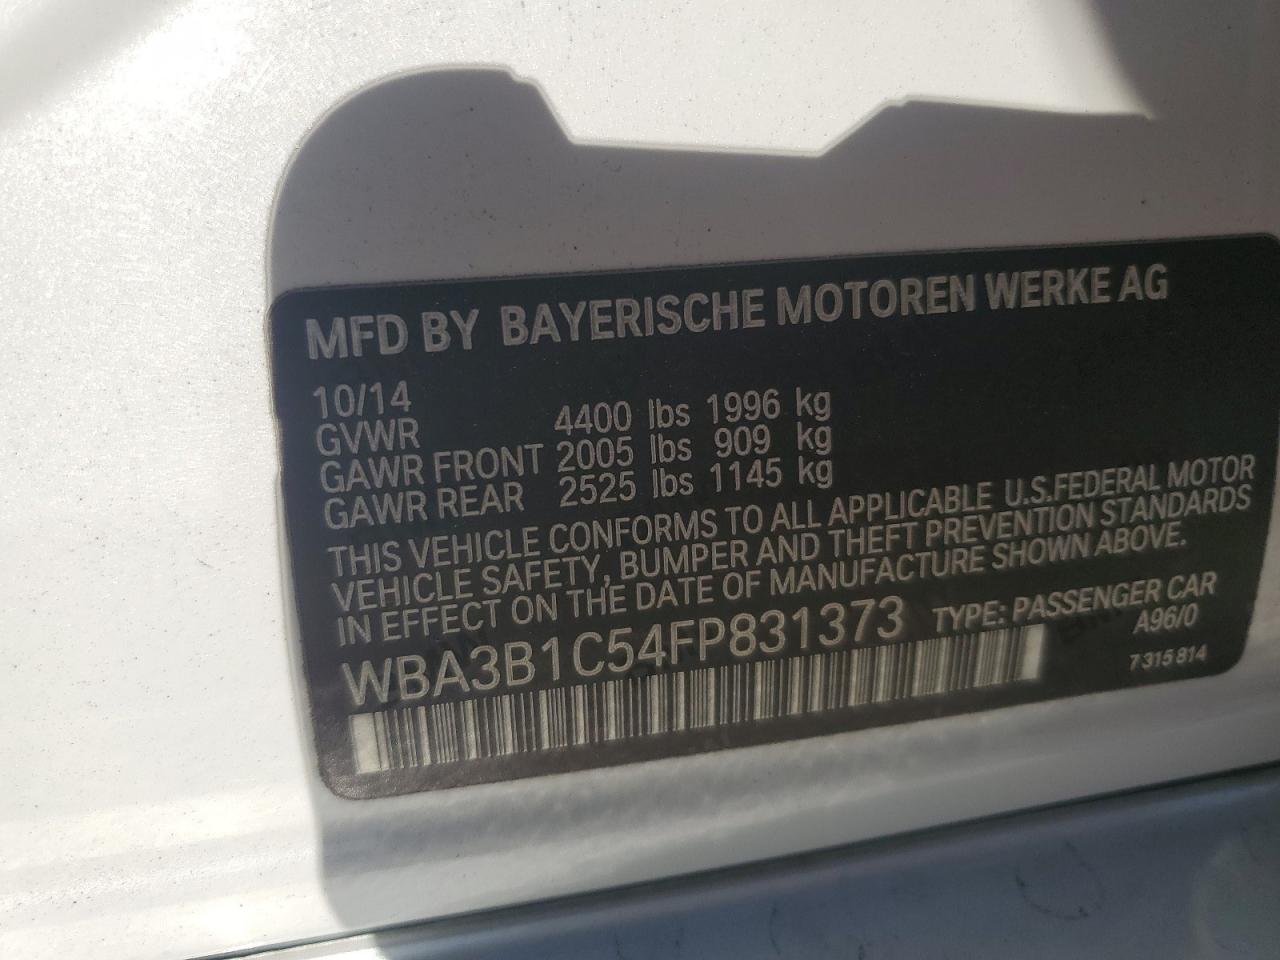 MFD BY BAYERISCHE MOTOREN WERKE AG
10/14
GVWR 4400 lbs 1996 kg
GAWR FRONT 2005 lbs 909 kg
GAWR REAR 2525 lbs 1145 kg
THIS VEHICLE CONFORMS TO ALL APPLICABLE U.S.FEDERAL MOTOR
VEHICLE SAFETY, BUMPER AND THEFT PREVENTION STANDARDS
IN EFFECT ON THE DATE OF MANUFACTURE SHOWN ABOVE.
WBA3B1C54FP831373 TYPE: PASSENGER CAR
A96/0
7 315 814